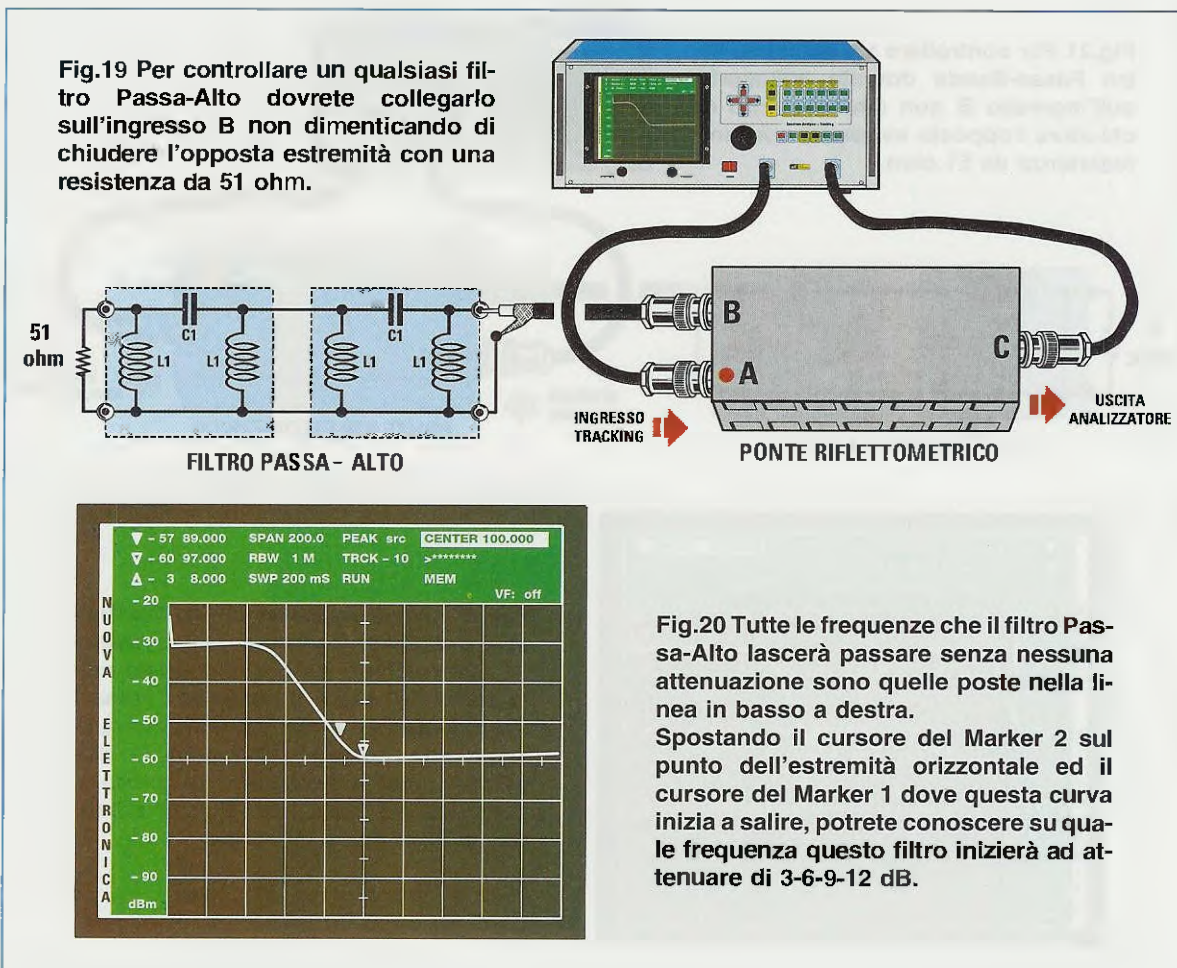 Fig.19 Per controllare un qualsiasi fil-
tro Passa-Alto dovrete collegarlo
sull'ingresso B non dimenticando di
chiudere l'opposta estremità con una
resistenza da 51 ohm.
51
ohm
C1
C1
L1
L1
L1
L1
FILTRO PASSA - ALTO
B
A
C
INGRESSO
TRACKING
USCITA
ANALIZZATORE
PONTE RIFLETTOMETRICO
▼ - 57 89.000 SPAN 200.0 PEAK src CENTER 100.000
▽ - 60 97.000 RBW 1 M TRCK - 10 >********
Δ - 3 8.000 SWP 200 mS RUN MEM
VF: off
NUOVA ELETTRONICA
- 20
- 30
- 40
- 50
- 60
- 70
- 80
- 90
dBm
Fig.20 Tutte le frequenze che il filtro Pas-
sa-Alto lascerà passare senza nessuna
attenuazione sono quelle poste nella li-
nea in basso a destra.
Spostando il cursore del Marker 2 sul
punto dell'estremità orizzontale ed il
cursore del Marker 1 dove questa curva
inizia a salire, potrete conoscere su qua-
le frequenza questo filtro inizierà ad at-
tenuare di 3-6-9-12 dB.